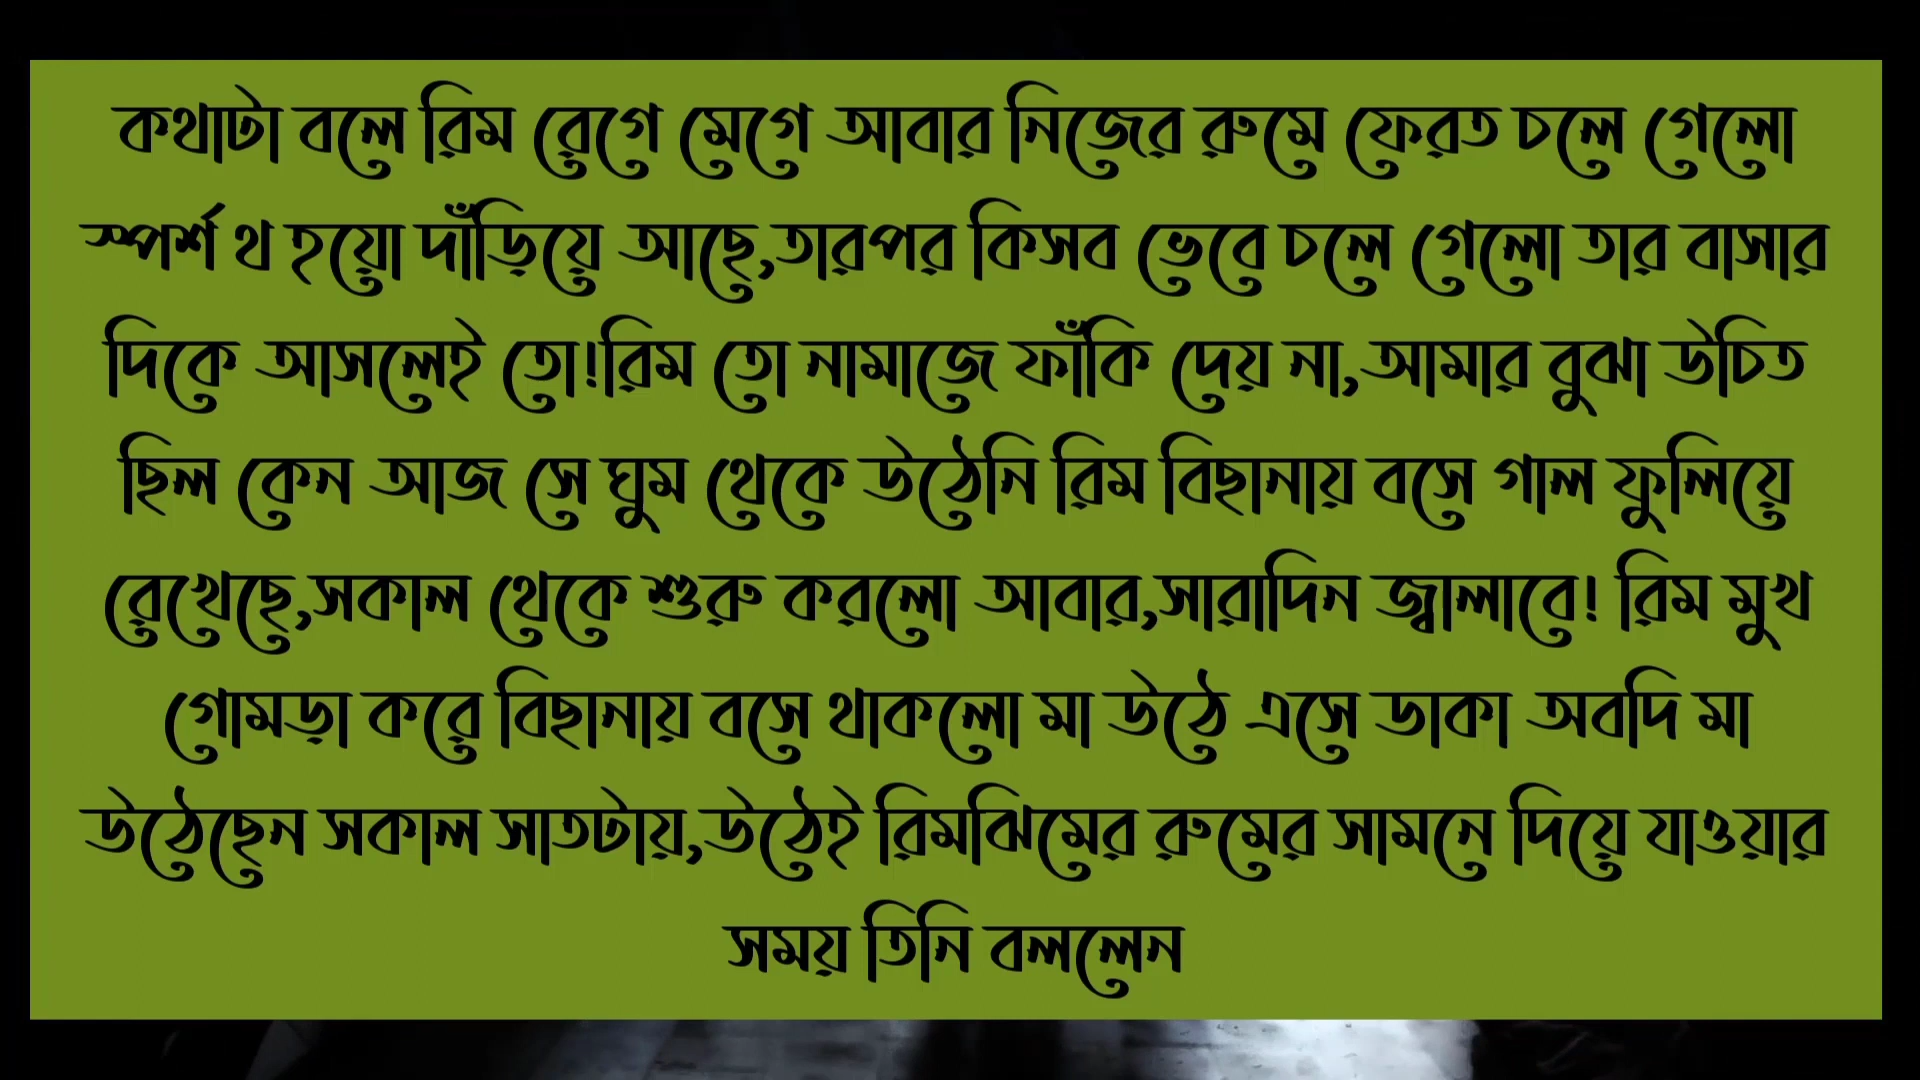 কথাটা বলে রিম রেগে মেগে আবার নিজের রুমে ফেরত চলে গেলো
স্পর্শ থ হয়ো দাঁড়িয়ে আছে,তারপর কিসব ভেবে চলে গেলো তার বাসার
দিকে আসলেই তো!রিম তো নামাজে ফাঁকি দেয় না,আমার বুঝা উচিত
ছিল কেন আজ সে ঘুম থেকে উঠেনি রিম বিছানায় বসে গাল ফুলিয়ে
রেখেছে,সকাল থেকে শুরু করলো আবার,সারাদিন জ্বালাবে! রিম মুখ
গোমড়া করে বিছানায় বসে থাকলো মা উঠে এসে ডাকা অবদি মা
উঠেছেন সকাল সাতটায়,উঠেই রিমঝিমের রুমের সামনে দিয়ে যাওয়ার
সময় তিনি বললেন